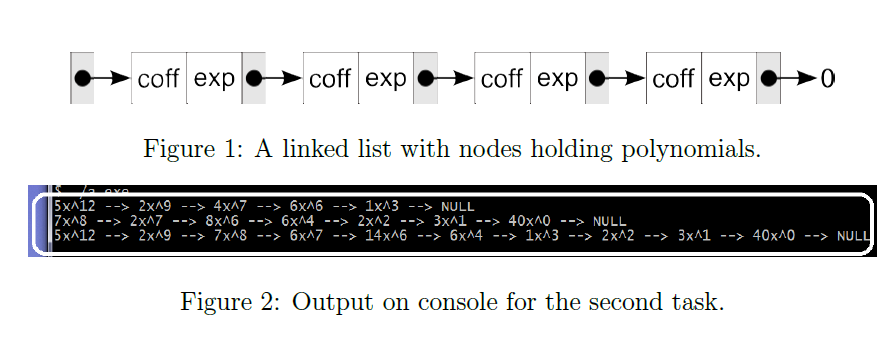 coff exp coff exp coff exp coff exp 0
Figure 1: A linked list with nodes holding polynomials.
$ ./a.exe
5x^12 --> 2x^9 --> 4x^7 --> 6x^6 --> 1x^3 --> NULL
7x^8 --> 2x^7 --> 8x^6 --> 6x^4 --> 2x^2 --> 3x^1 --> 40x^0 --> NULL
5x^12 --> 2x^9 --> 7x^8 --> 6x^7 --> 14x^6 --> 6x^4 --> 1x^3 --> 2x^2 --> 3x^1 --> 40x^0 --> NULL
Figure 2: Output on console for the second task.